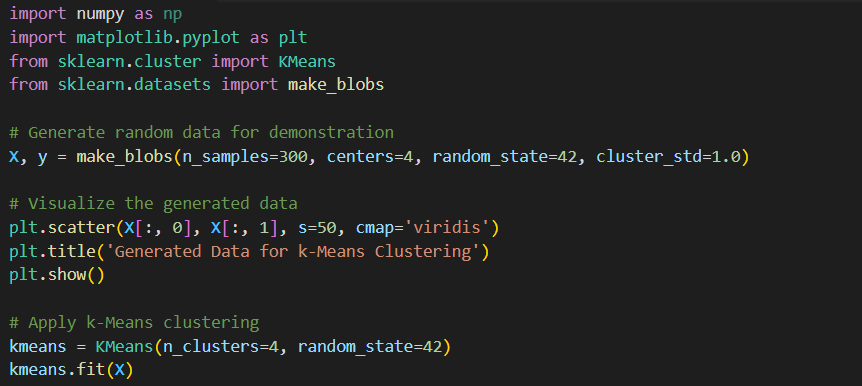 import numpy as np
import matplotlib.pyplot as plt
from sklearn.cluster import KMeans
from sklearn.datasets import make_blobs
# Generate random data for demonstration
X, y = make_blobs(n_samples=300, centers=4, random_state=42, cluster_std=1.0)
# Visualize the generated data
plt.scatter(X[:, 0], X[:, 1], s=50, cmap='viridis')
plt.title('Generated Data for k-Means Clustering')
plt.show()
# Apply k-Means clustering
kmeans = KMeans(n_clusters=4, random_state=42)
kmeans.fit(X)